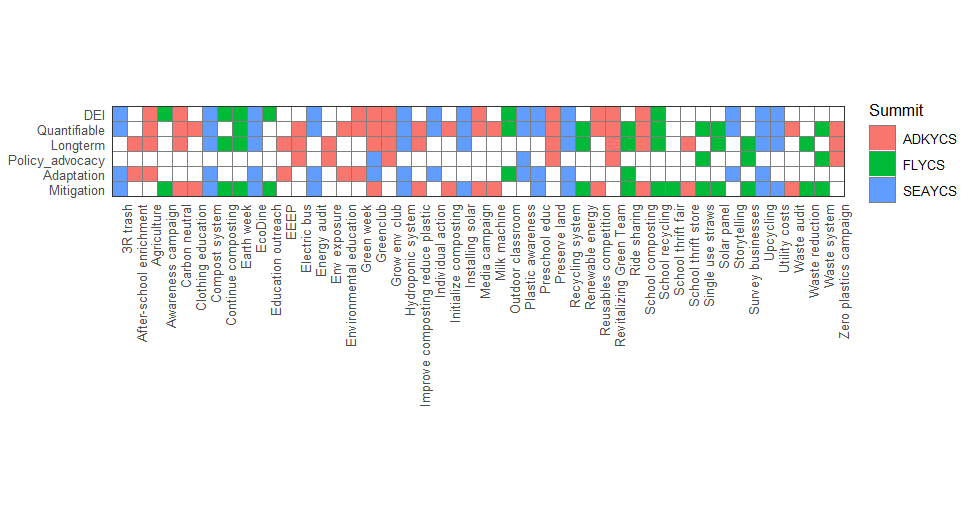 Summit
ADKYCS
FLYCS
SEAYCS
DEI
Quantifiable
Longterm
Policy_advocacy
Adaptation
Mitigation
3R trash
After-school enrichment
Agriculture
Awareness campaign
Carbon neutral
Clothing education
Compost system
Continue composting
Earth week
EcoDine
Education outreach
EEEP
Electric bus
Energy audit
Env exposure
Environmental education
Green week
Greenclub
Grow env club
Hydroponic system
Improve composting reduce plastic
Individual action
Initialize composting
Installing solar
Media campaign
Milk machine
Outdoor classroom
Plastic awareness
Preschool educ
Preserve land
Recycling system
Renewable energy
Reusables competition
Revitalizing Green Team
Ride sharing
School composting
School recycling
School thrift fair
School thrift store
Single use straws
Solar panel
Storytelling
Survey businesses
Upcycling
Utility costs
Waste audit
Waste reduction
Waste system
Zero plastics campaign